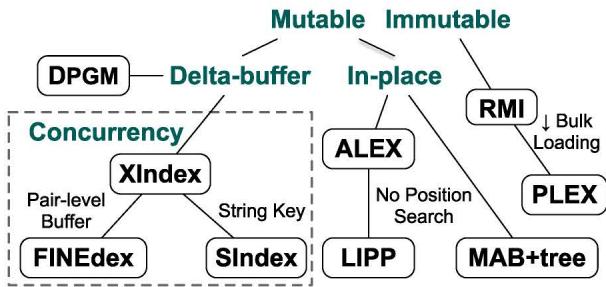 Mutable Immutable
DPGM Delta-buffer In-place
RMI
↓ Bulk
Loading
Concurrency
ALEX
XIndex
PLEX
Pair-level
Buffer
String Key
No Position
Search
FINEdex SIndex LIPP MAB+tree